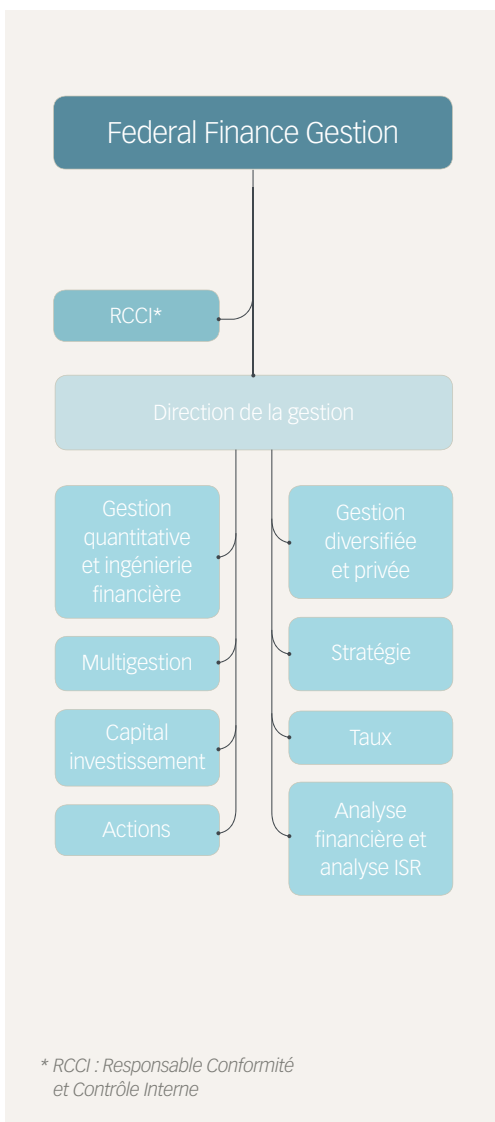 Federal Finance Gestion
RCCI*
Direction de la gestion
Gestion
quantitative
et ingénierie
financière
Multigestion
Capital
investissement
Actions
Gestion
diversifiée
et privée
Stratégie
Taux
Analyse
financière et
analyse ISR
* RCCI : Responsable Conformité
et Contrôle Interne